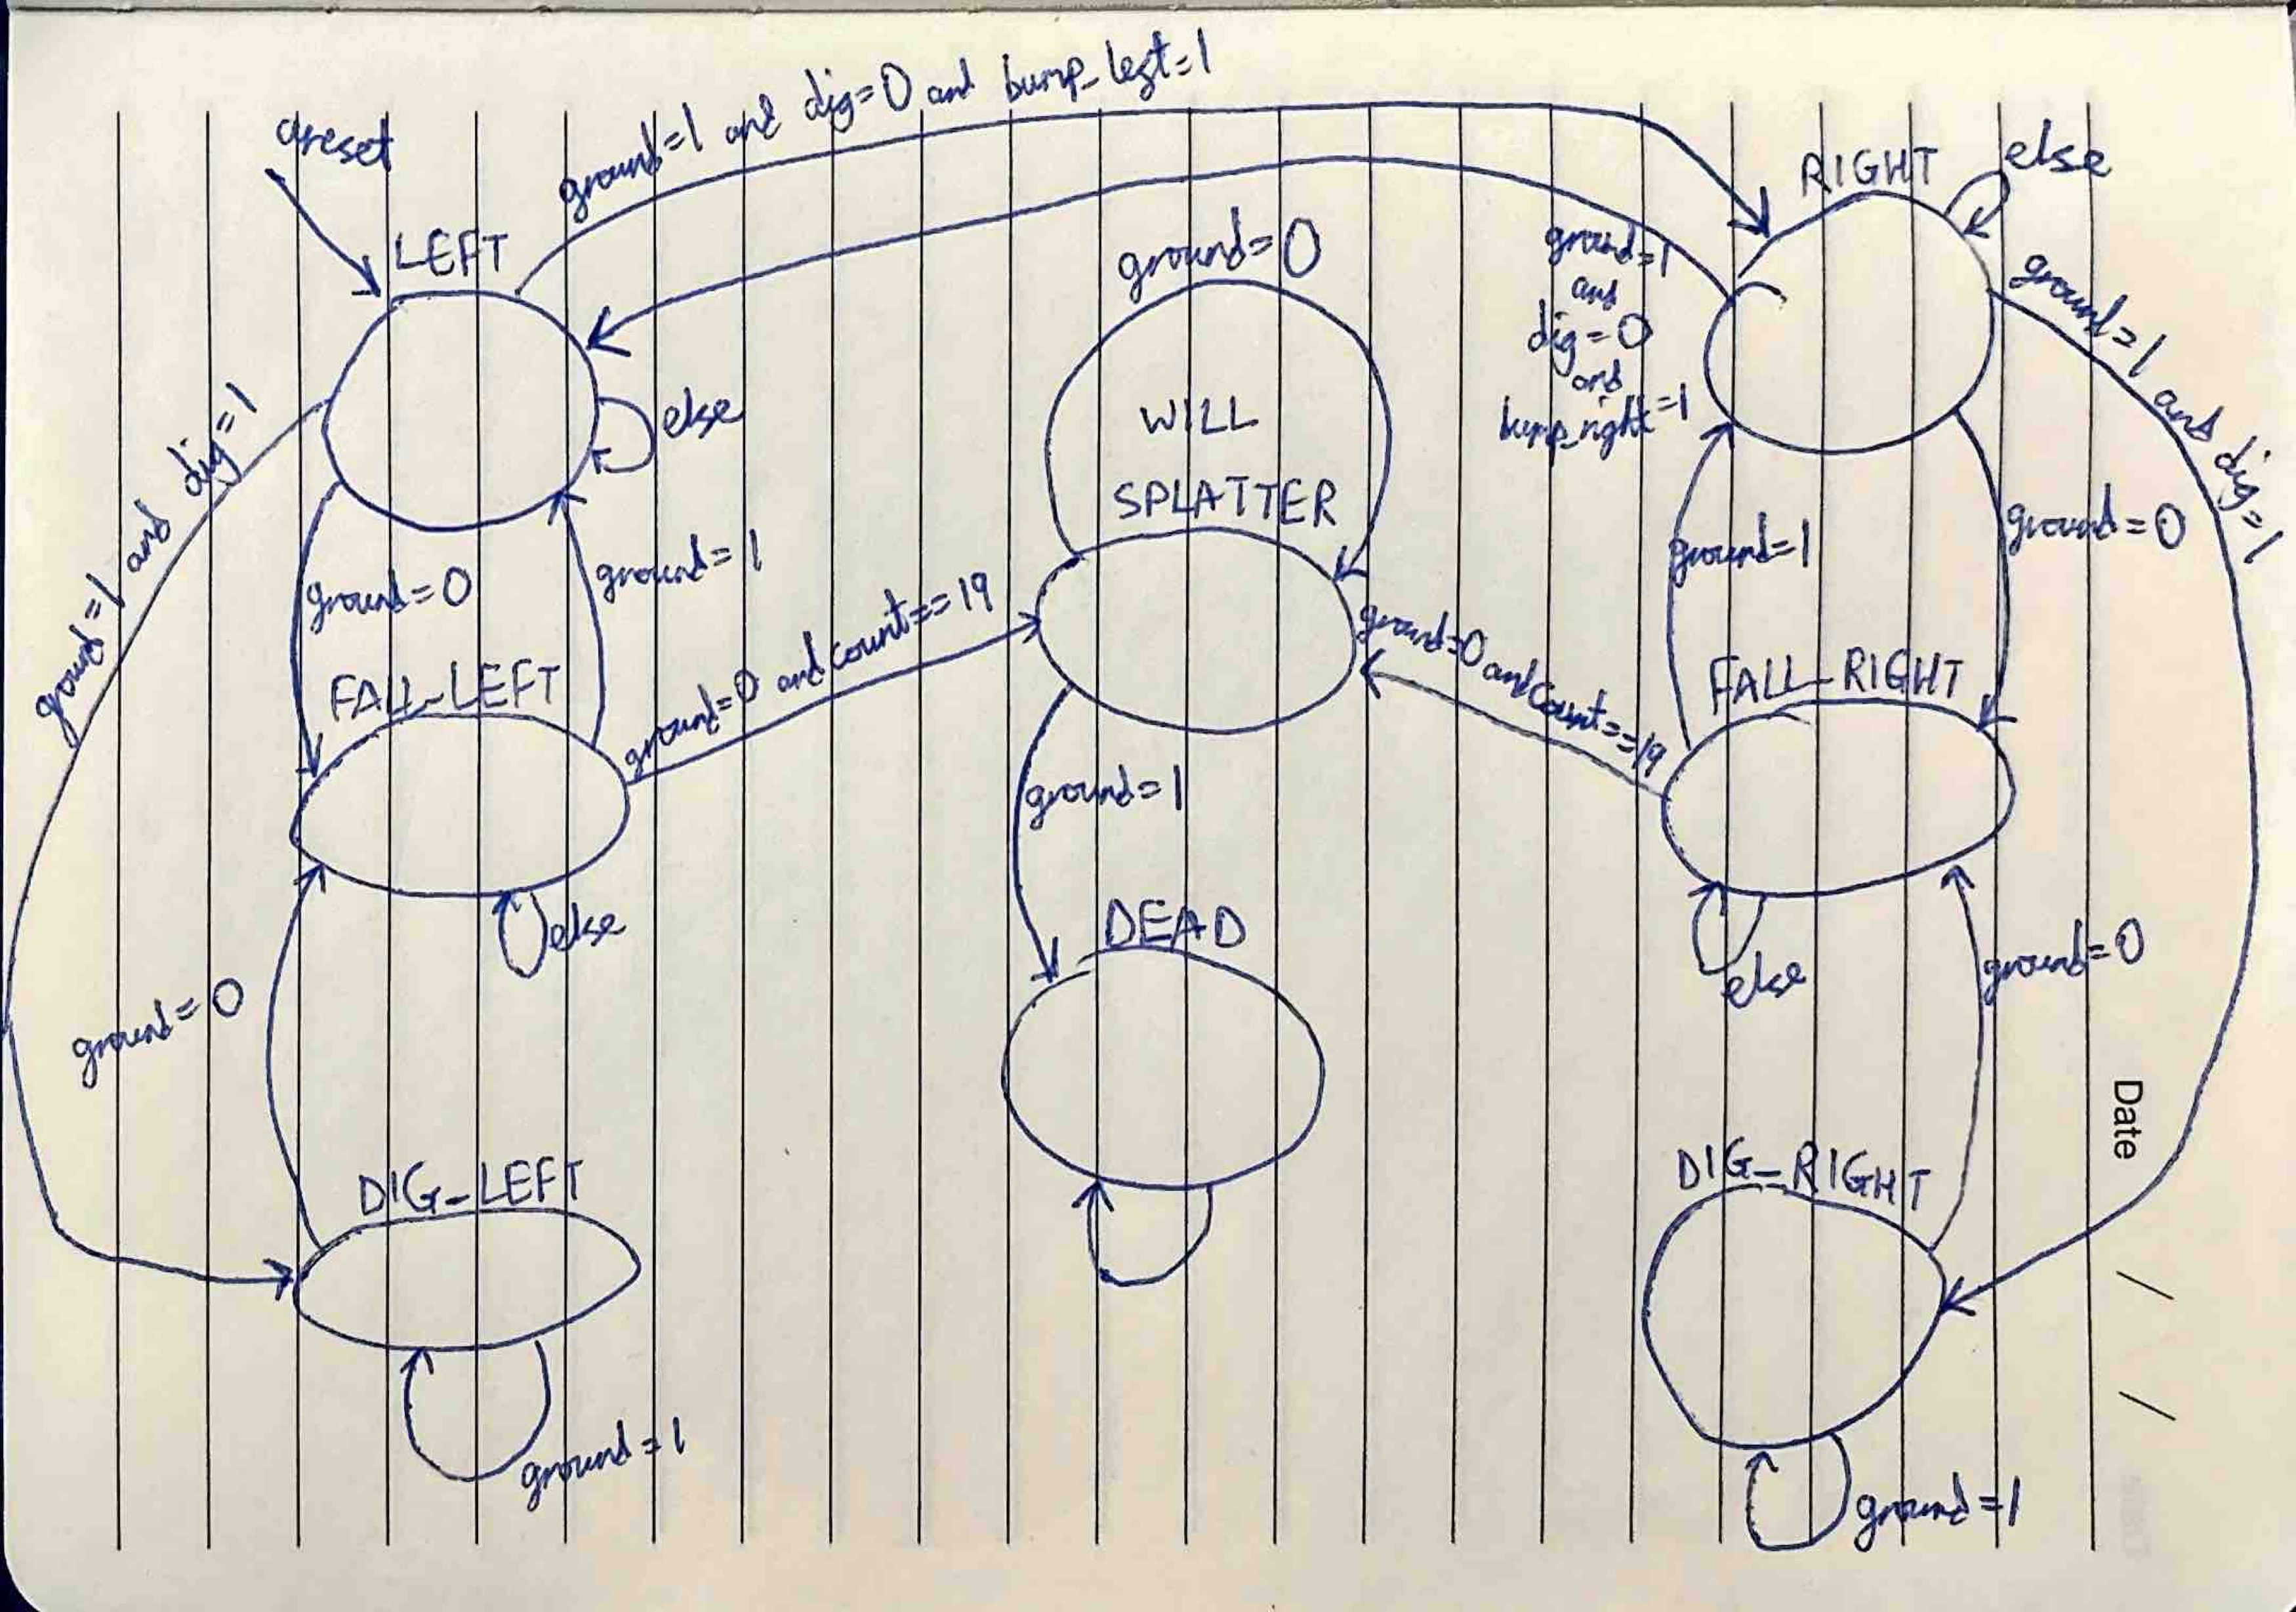 ground=1 and dig=0 and bump_left=1
areset
RIGHT
else
LEFT
ground=0
ground=1
and
dig=0
and
bump_right=1
ground=1 and dig=1
else
WILL
SPLATTER
ground=1 and dig=1
ground=0
ground=1
ground=0 and count==19
ground=0 and count==19
ground=1
ground=0
FALL_LEFT
FALL_RIGHT
ground=1
else
DEAD
else
ground=0
ground=0
Date
DIG_LEFT
DIG_RIGHT
/
/
ground=1
ground=1